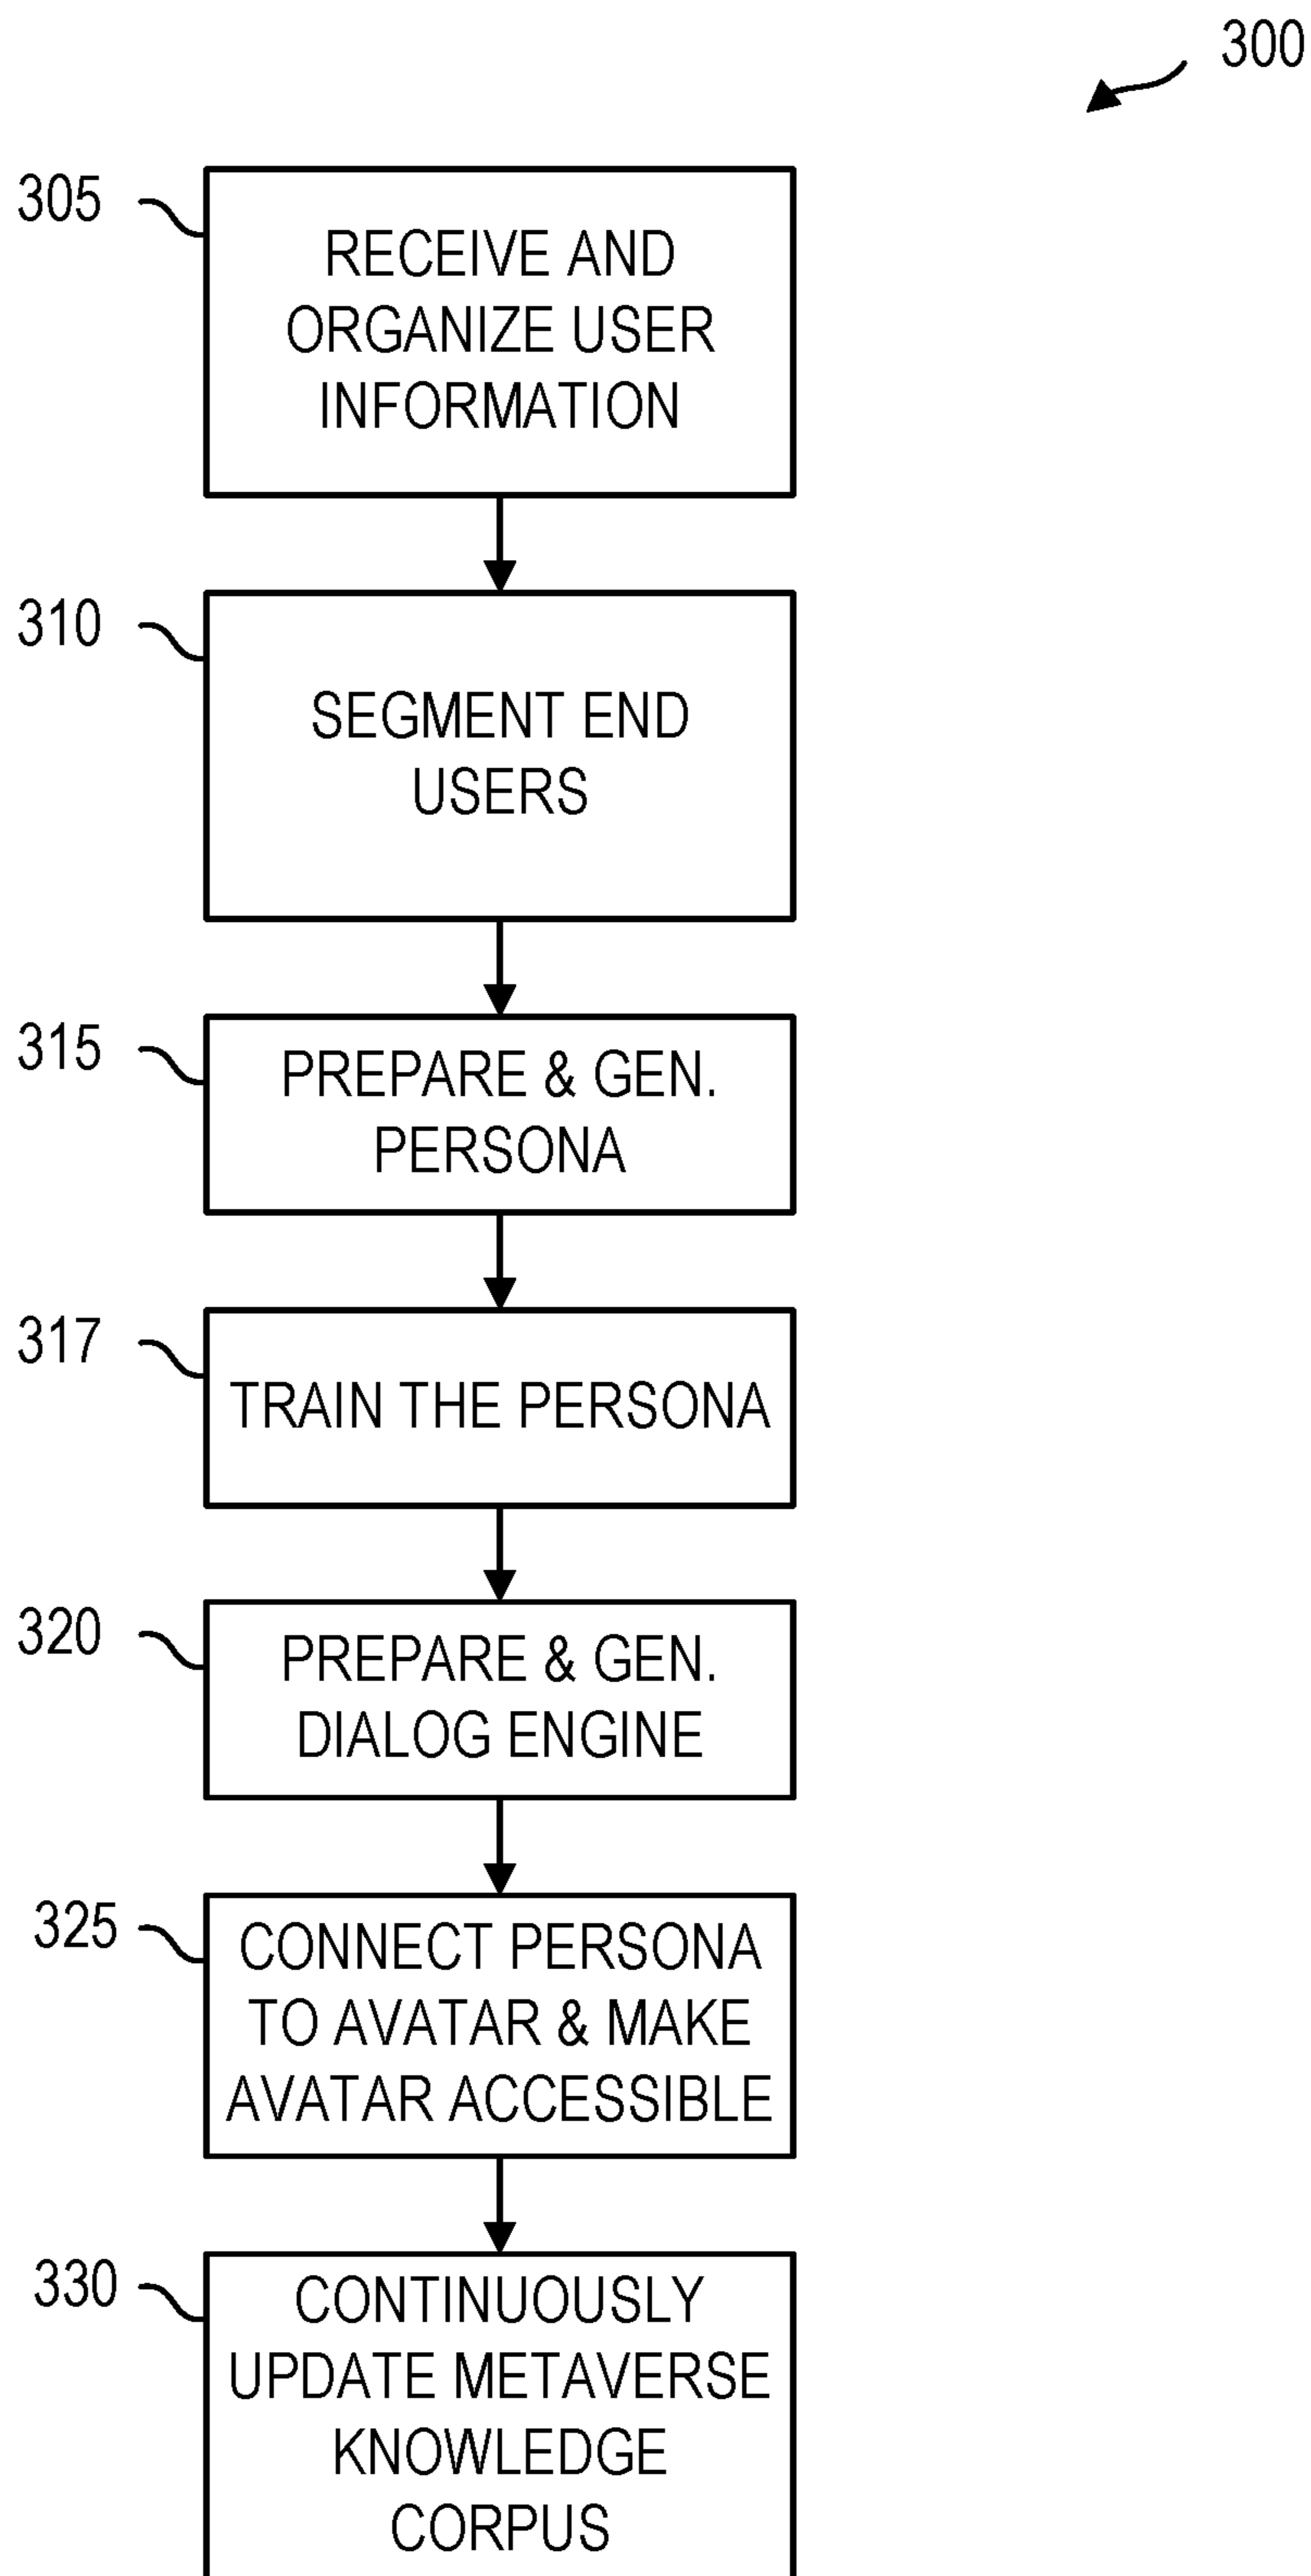 300
305
RECEIVE AND
ORGANIZE USER
INFORMATION
310
SEGMENT END
USERS
315
PREPARE & GEN.
PERSONA
317
TRAIN THE PERSONA
320
PREPARE & GEN.
DIALOG ENGINE
325
CONNECT PERSONA
TO AVATAR & MAKE
AVATAR ACCESSIBLE
330
CONTINUOUSLY
UPDATE METAVERSE
KNOWLEDGE
CORPUS